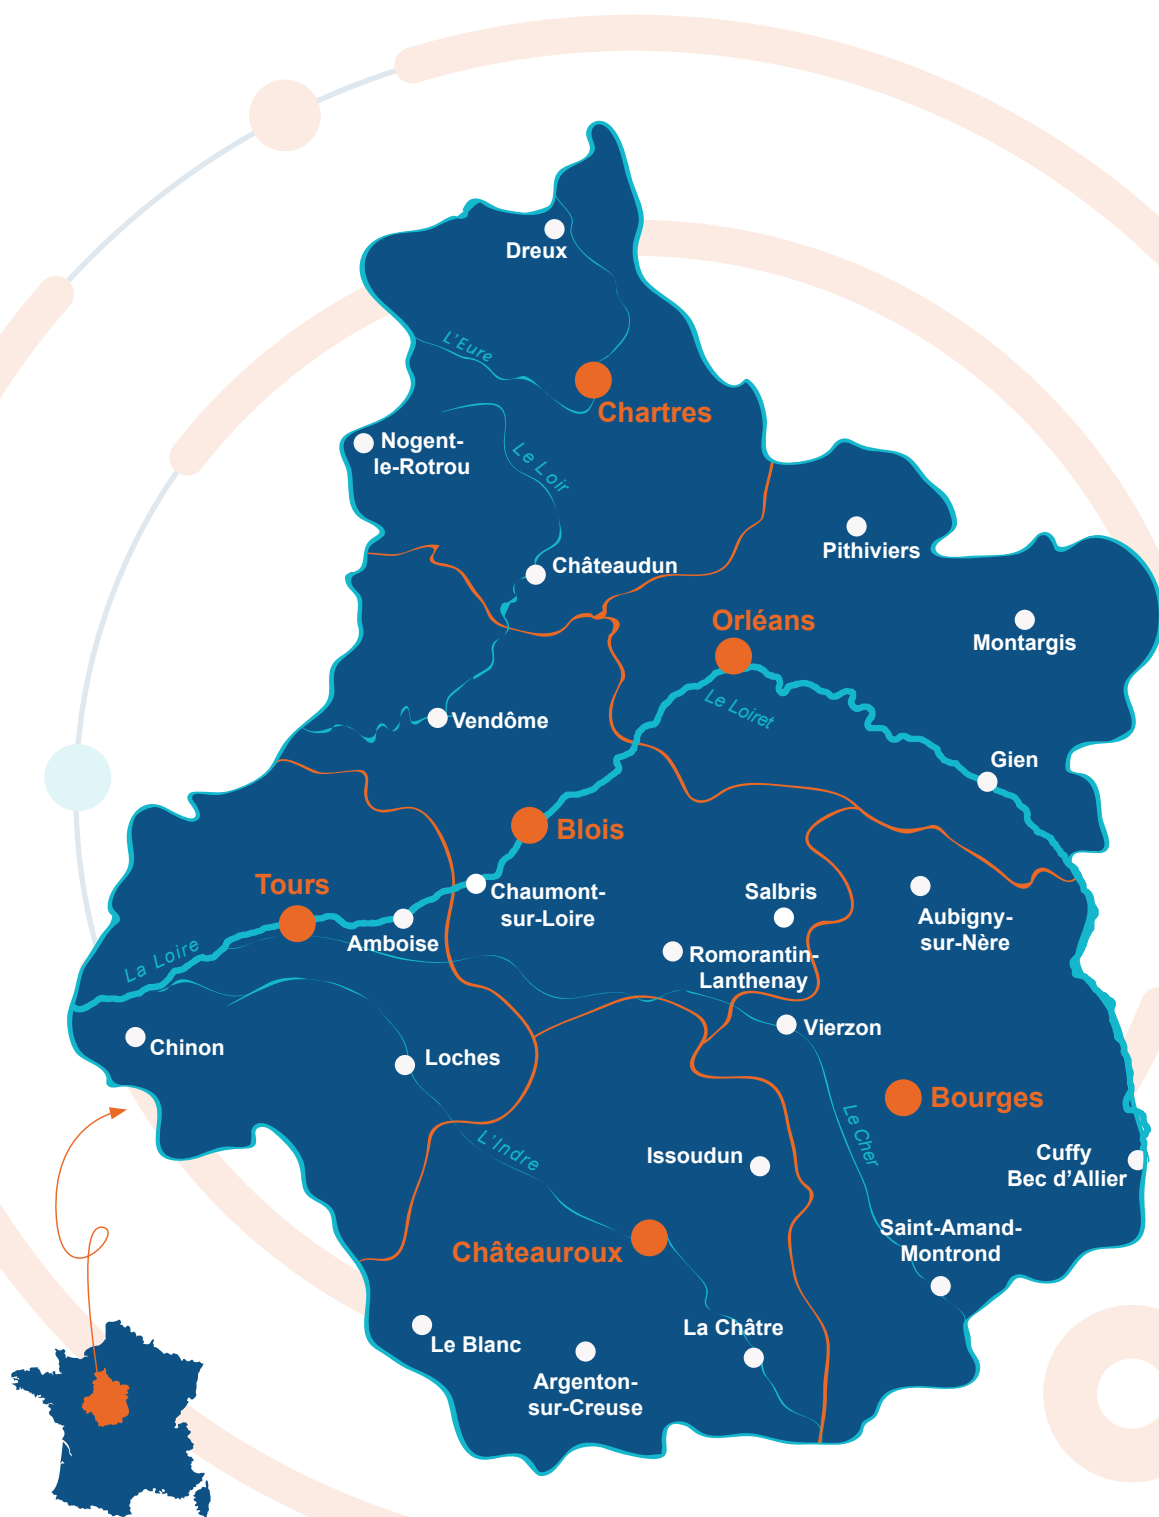 Dreux
L'Eure
Chartres
Nogent-
le-Rotrou
Le Loir
Pithiviers
Châteaudun
Orléans
Montargis
Le Loiret
Vendôme
Gien
Blois
Tours
Chaumont-
sur-Loire
Salbris
Aubigny-
sur-Nère
Amboise
La Loire
Romorantin-
Lanthenay
Vierzon
Chinon
Loches
Bourges
Le Cher
L'Indre
Issoudun
Cuffy
Bec d’Allier
Saint-Amand-
Montrond
Châteauroux
La Châtre
Le Blanc
Argenton-
sur-Creuse